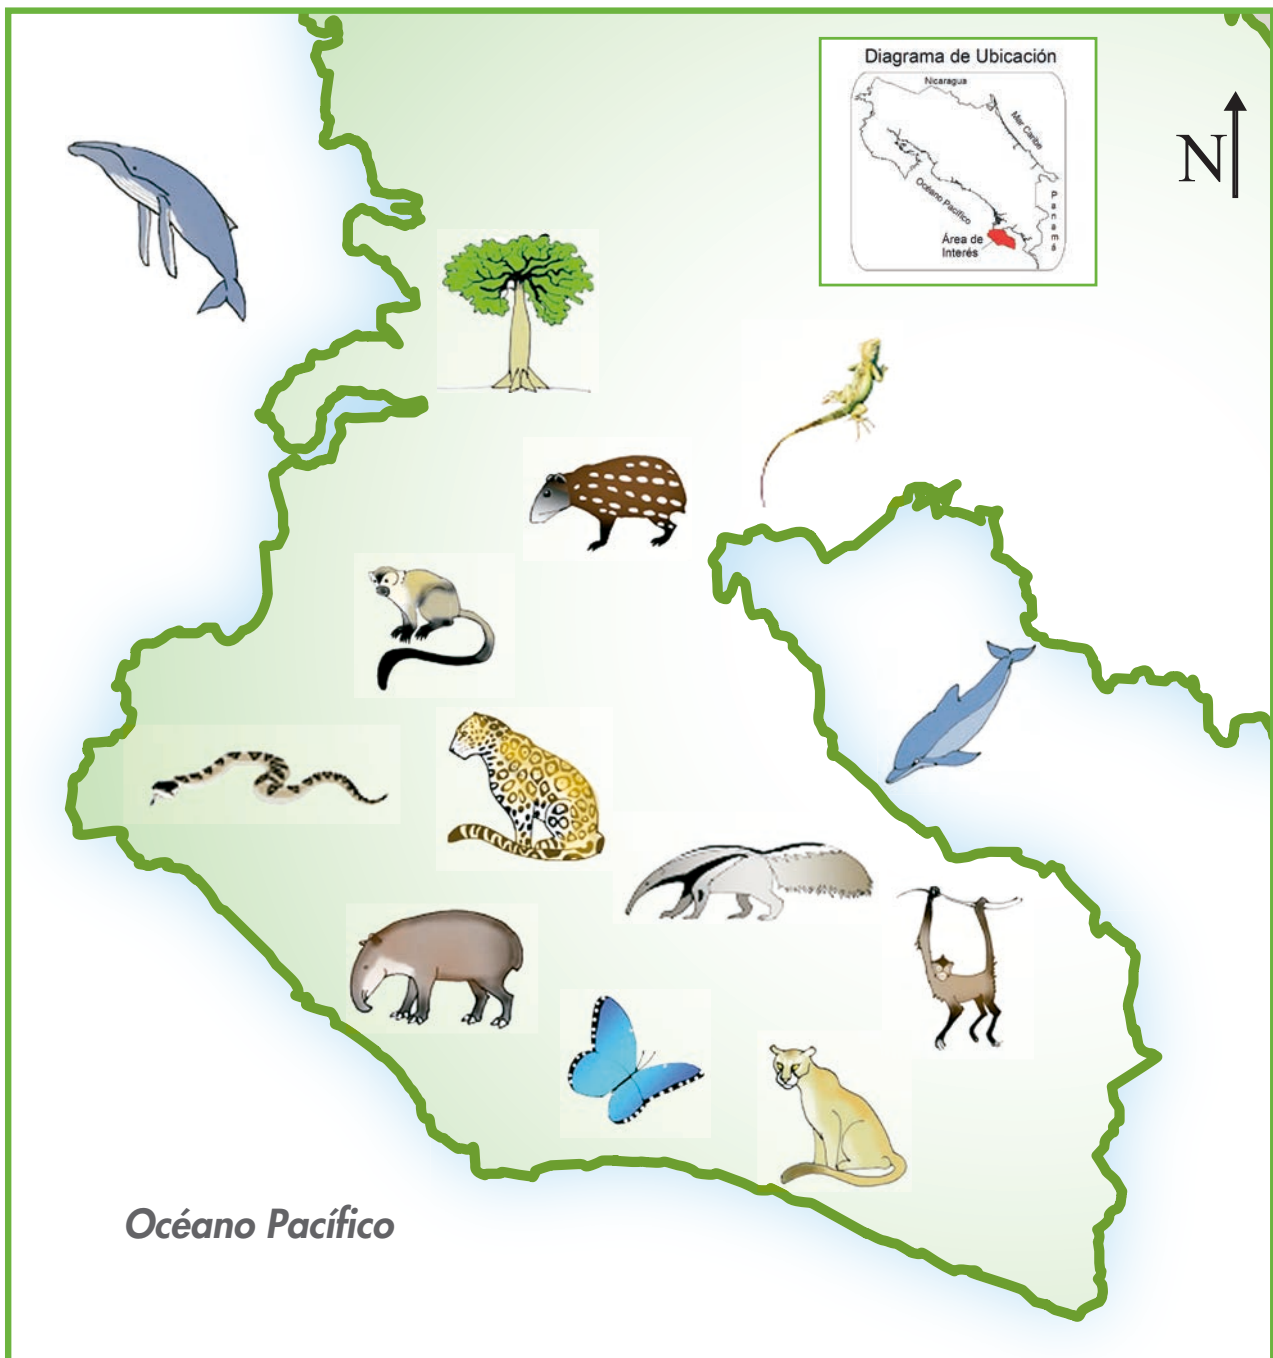 Diagrama de Ubicación
Nicaragua
Mar Caribe
Océano Pacífico
Panamá
Área de
Interés
N
Océano Pacífico